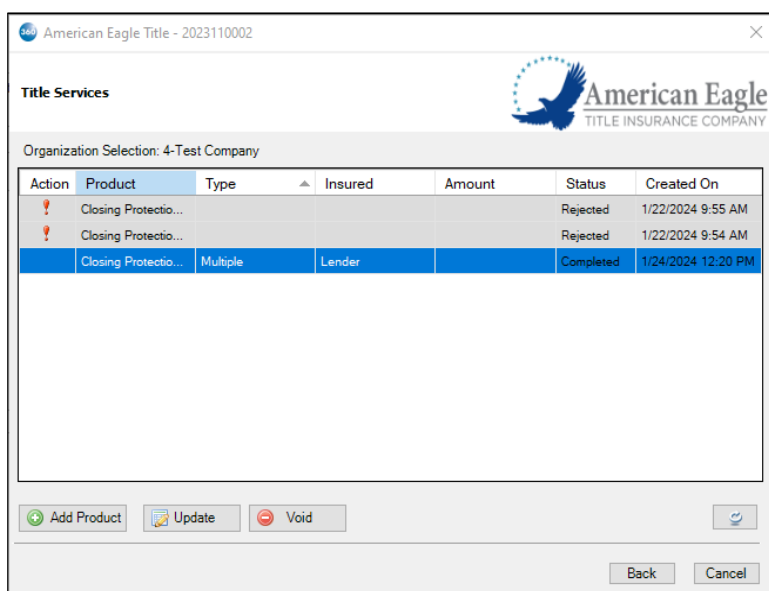 360 American Eagle Title - 2023110002
Title Services
American Eagle
TITLE INSURANCE COMPANY
Organization Selection: 4-Test Company
Action Product Type Insured Amount Status Created On
Closing Protectio... Rejected 1/22/2024 9:55 AM
Closing Protectio... Rejected 1/22/2024 9:54 AM
Closing Protectio... Multiple Lender Completed 1/24/2024 12:20 PM
Add Product Update Void
Back Cancel